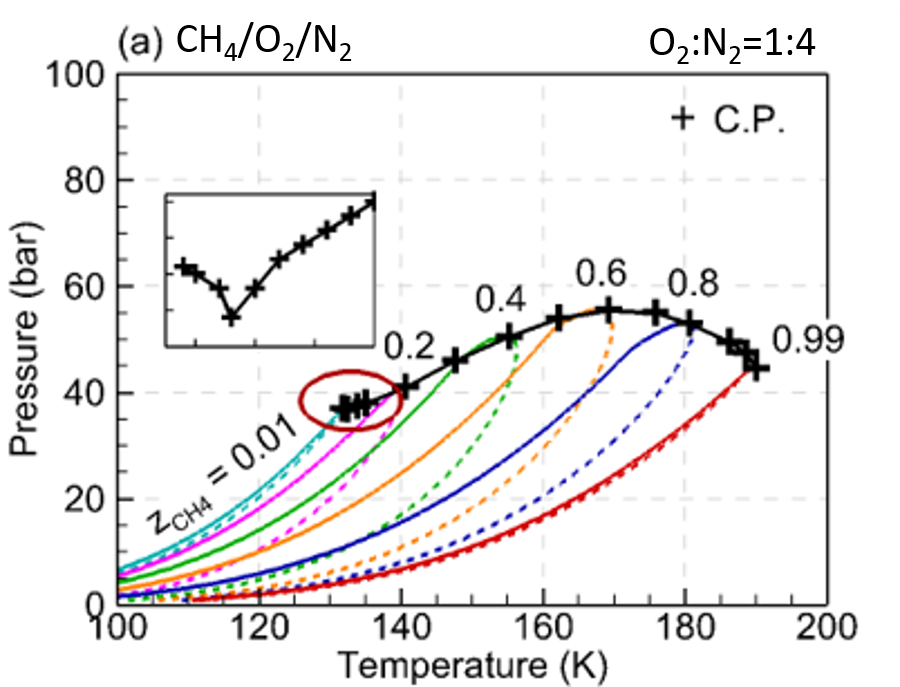 (a) CH₄/O₂/N₂ O₂:N₂=1:4
100
80
60
40
20
0
Pressure (bar)
+ C.P.
0.2
0.4
0.6
0.8
0.99
z_CH4 = 0.01
100 120 140 160 180 200
Temperature (K)